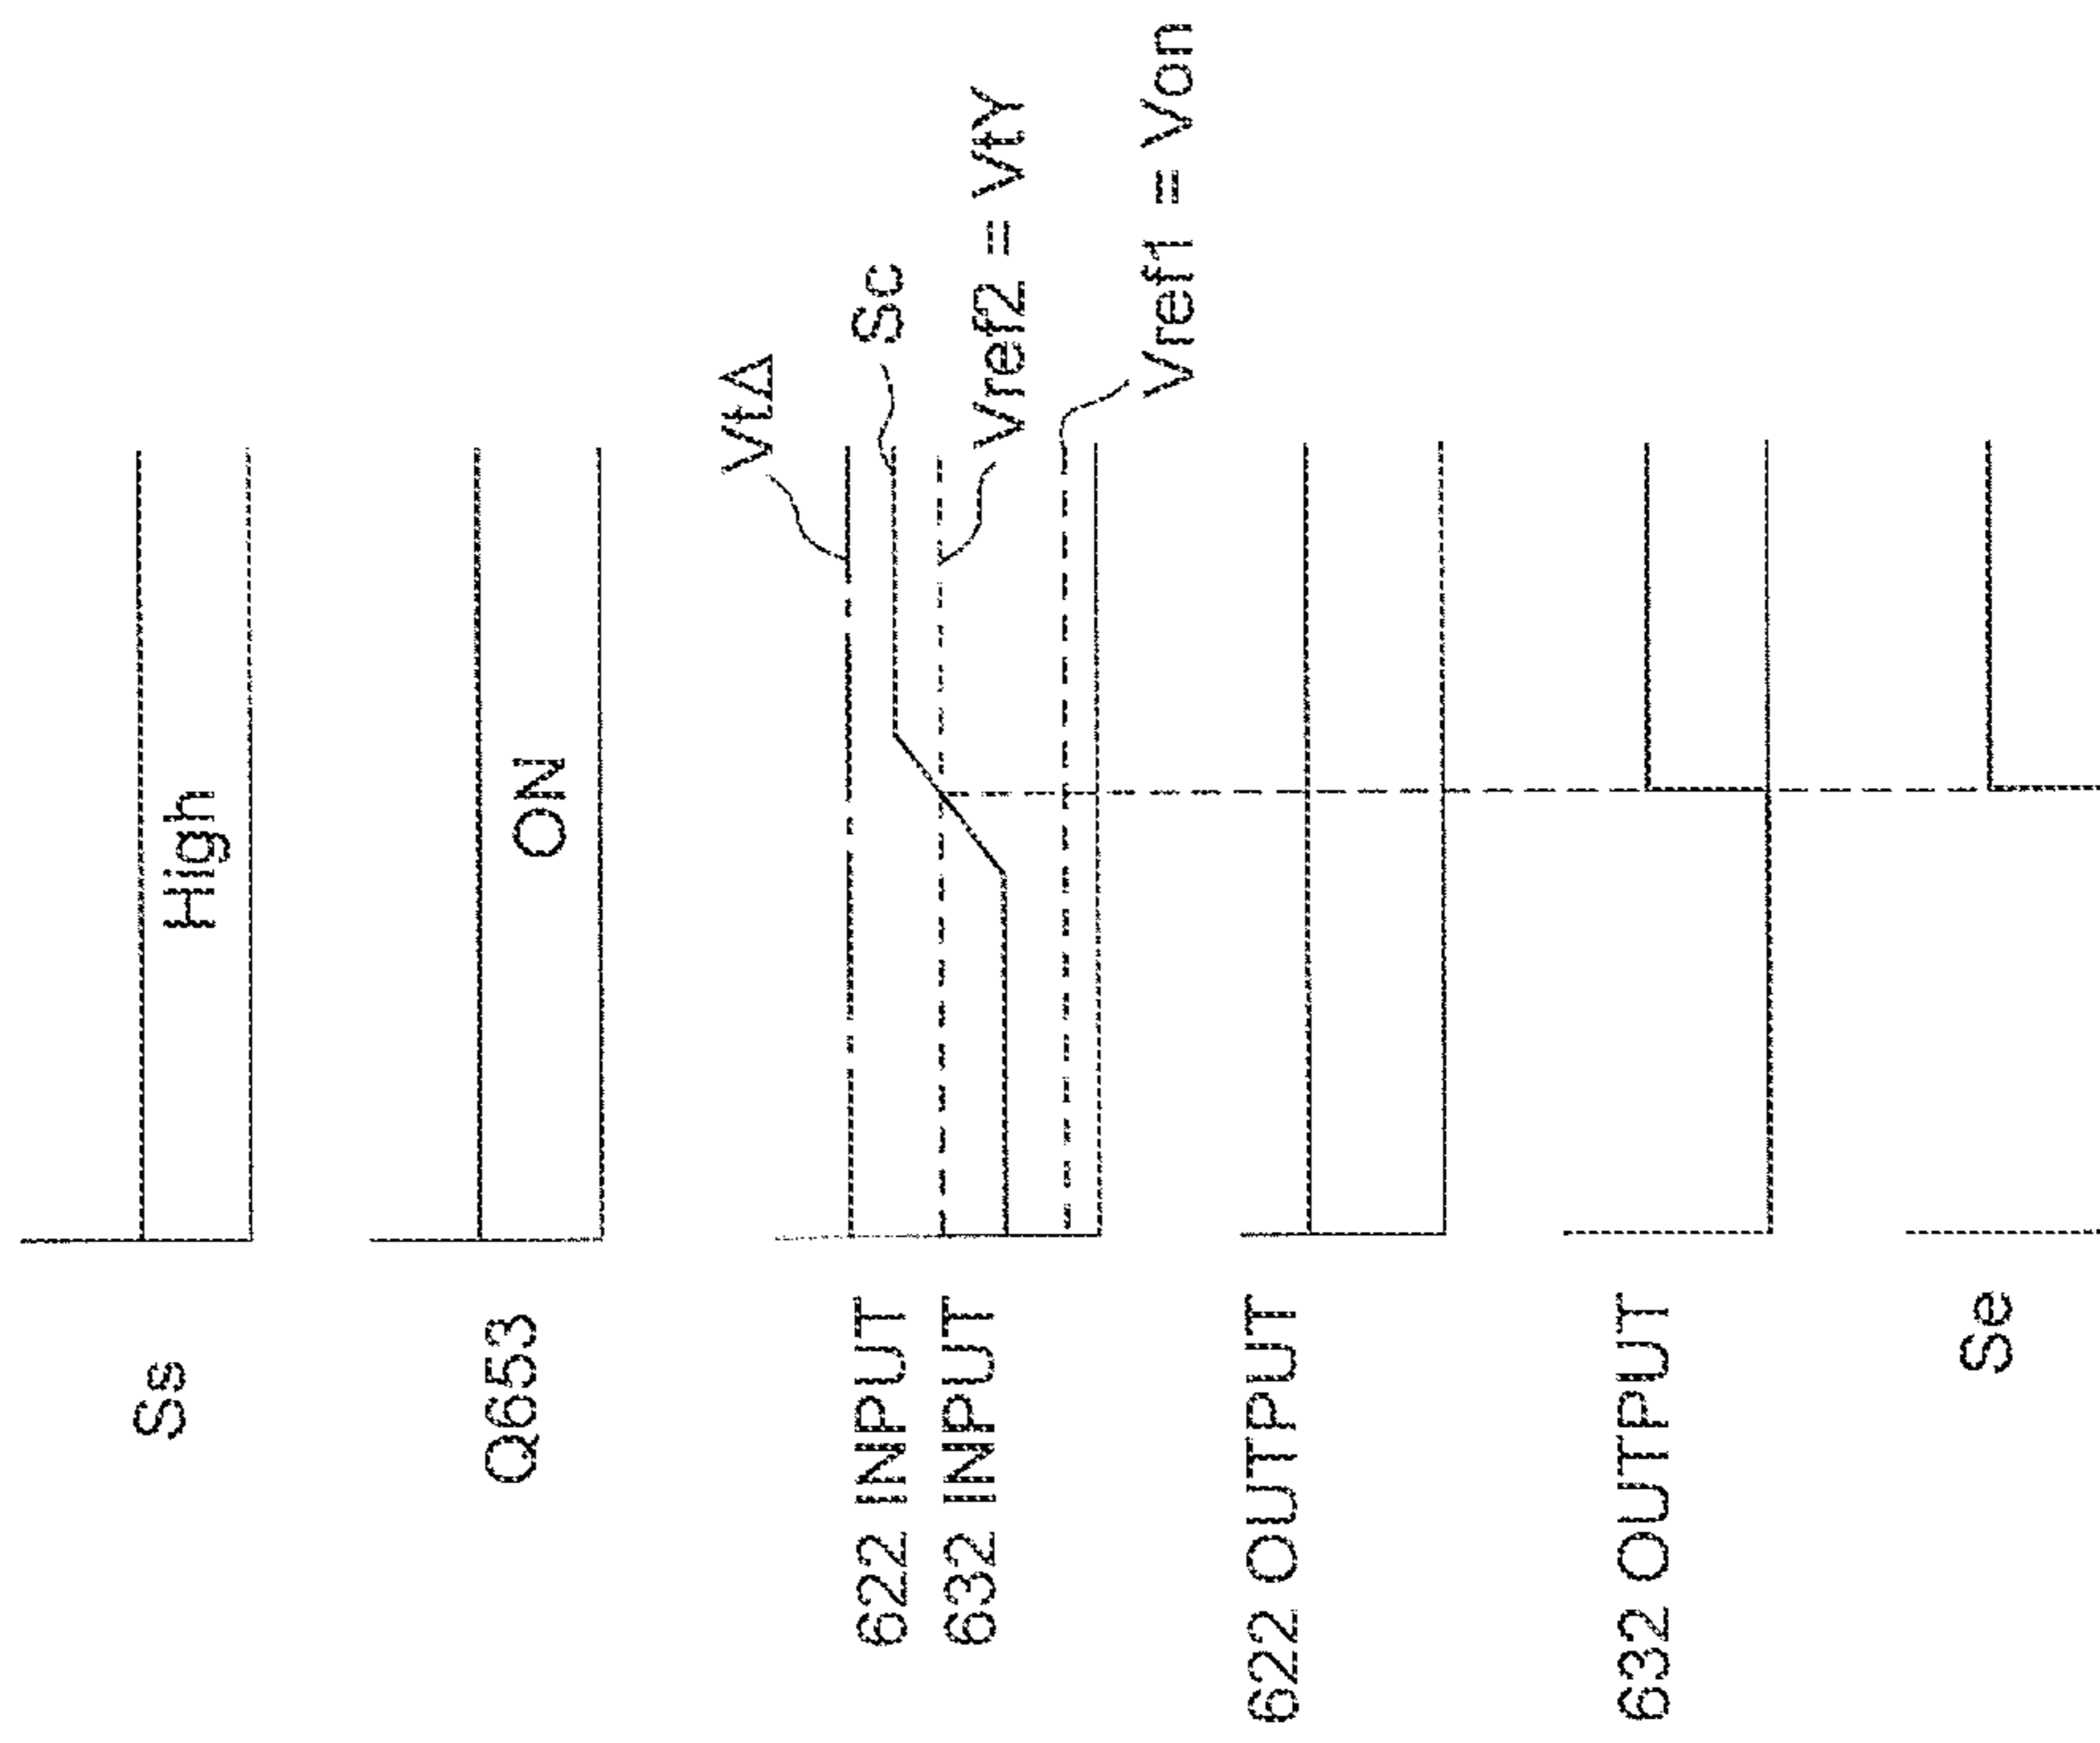 Ss
High
Q653
ON
622 INPUT
632 INPUT
VtΔ
Sc
Vref2 = VtY
Vref1 = Von
622 OUTPUT
632 OUTPUT
Se